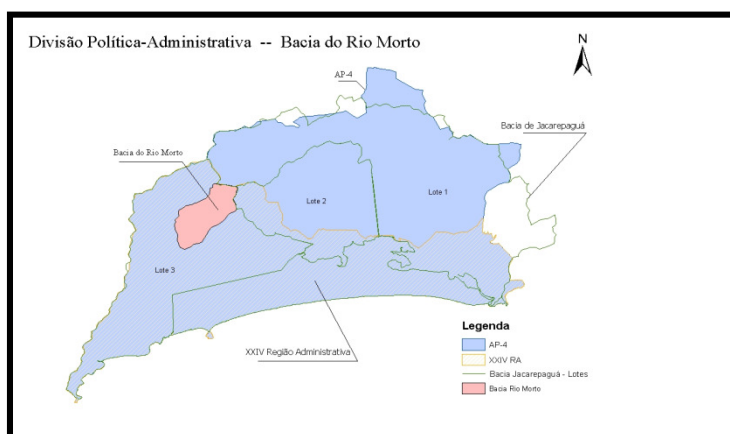 Divisão Política-Administrativa -- Bacia do Rio Morto
N
AP-4
Bacia de Jacarepaguá
Bacia do Rio Morto
Lote 2
Lote 1
Lote 3
XXIV Região Administrativa
Legenda
AP-4
XXIV RA
Bacia Jacarepaguá - Lotes
Bacia Rio Morto